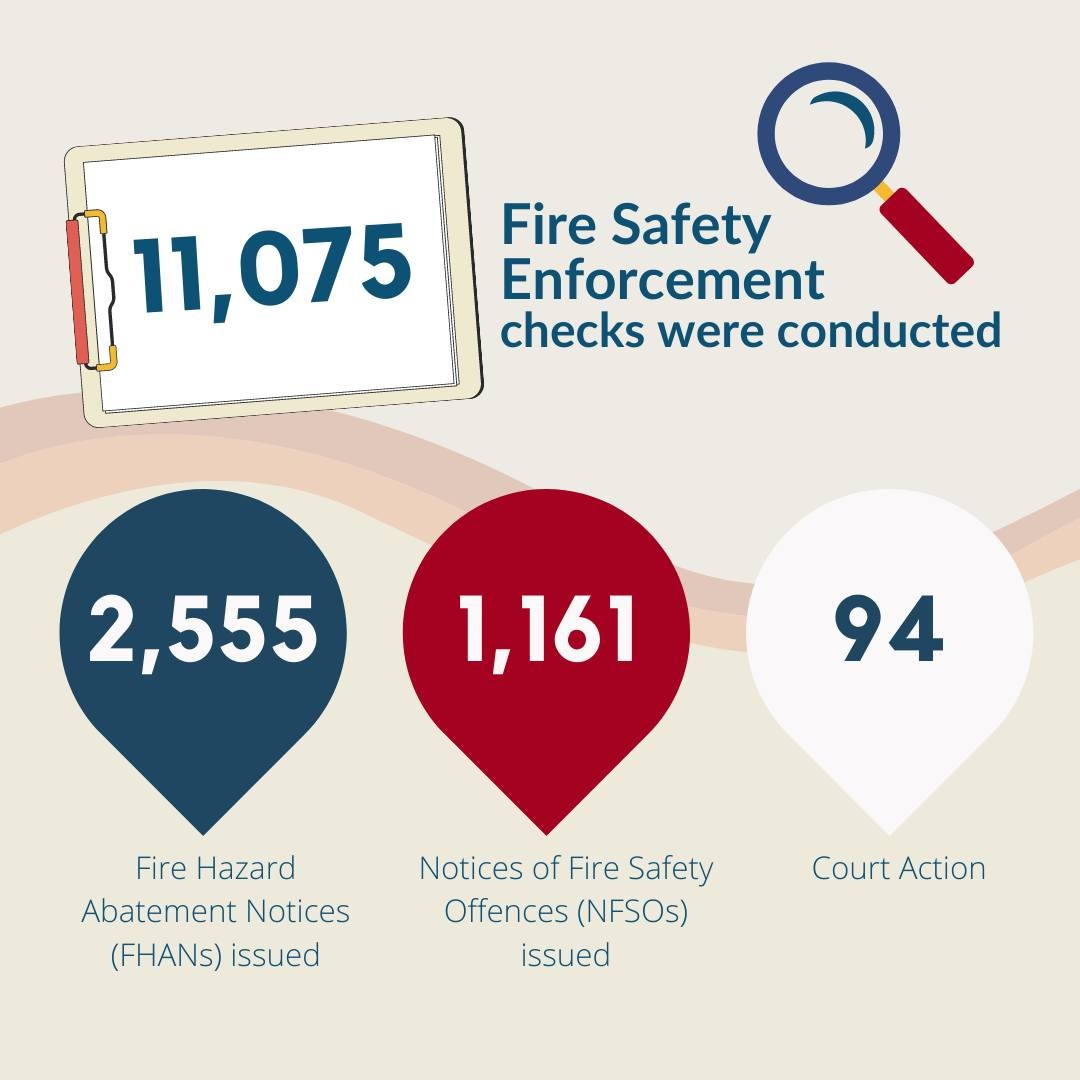 11,075
Fire Safety
Enforcement
checks were conducted
2,555
Fire Hazard
Abatement Notices
(FHANs) issued
1,161
Notices of Fire Safety
Offences (NFSOs)
issued
94
Court Action